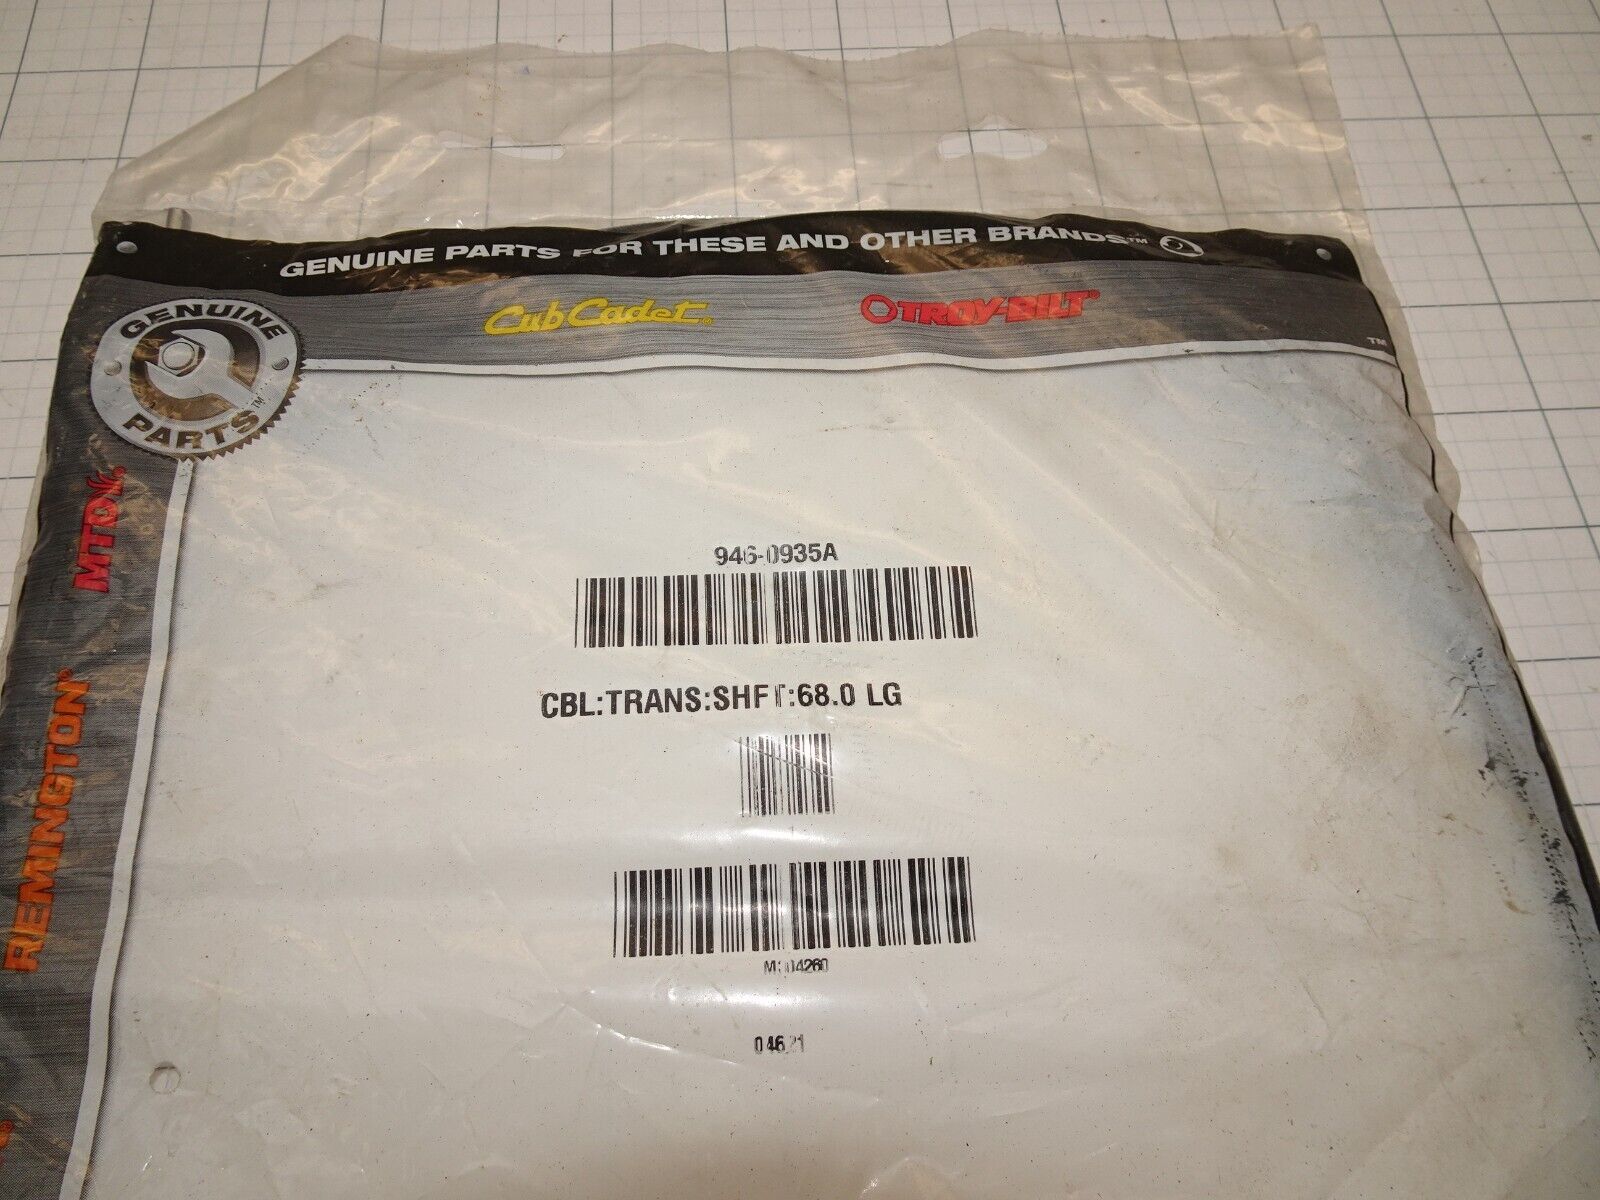 GENUINE PARTS FOR THESE AND OTHER BRANDS™
Cub Cadet®
TROY-BILT®
™
GENUINE PARTS™
MTD®
REMINGTON®
946-0935A
CBL:TRANS:SHFT:68.0 LG
1